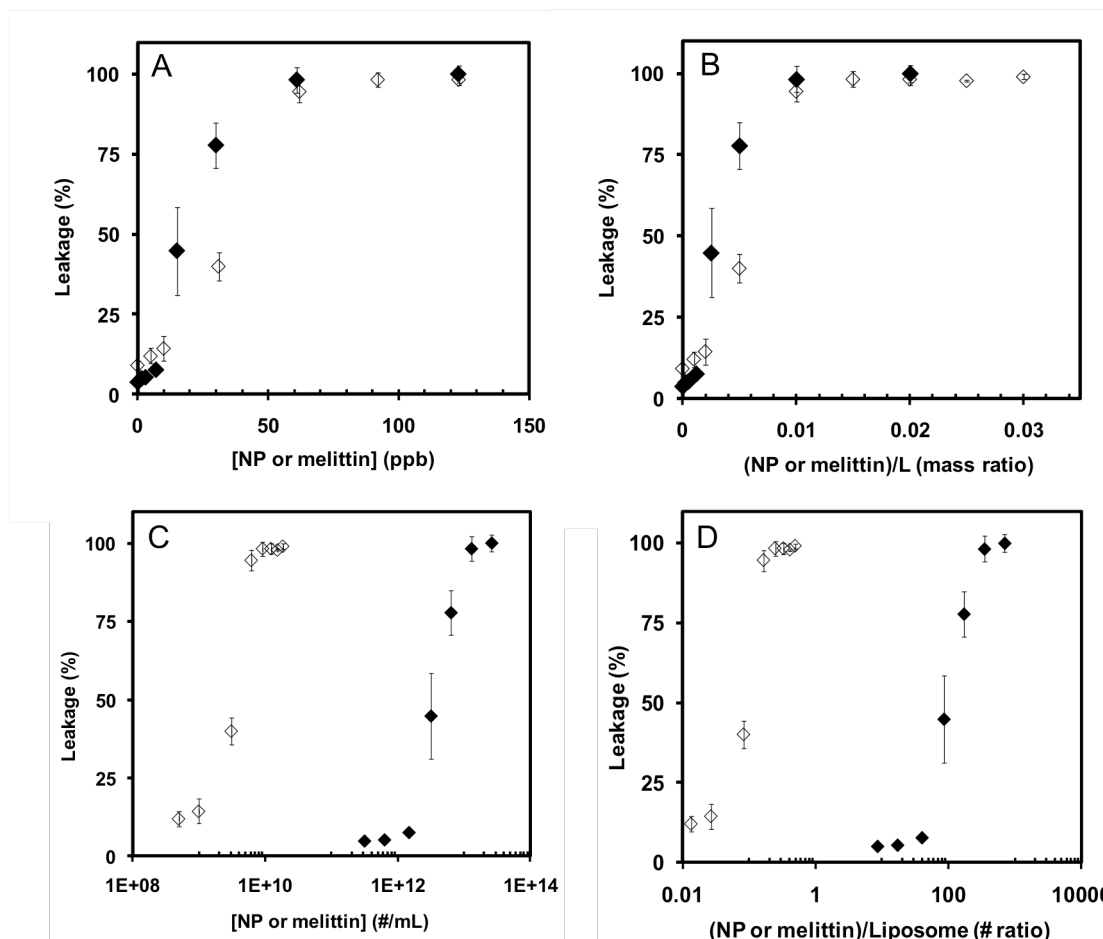 A
100
75
50
25
0
Leakage (%)
0 50 100 150
[NP or melittin] (ppb)
B
100
75
50
25
0
Leakage (%)
0 0.01 0.02 0.03
(NP or melittin)/L (mass ratio)
C
100
75
50
25
0
Leakage (%)
1E+08 1E+10 1E+12 1E+14
[NP or melittin] (#/mL)
D
100
75
50
25
0
Leakage (%)
0.01 1 100 10000
(NP or melittin)/Liposome (# ratio)